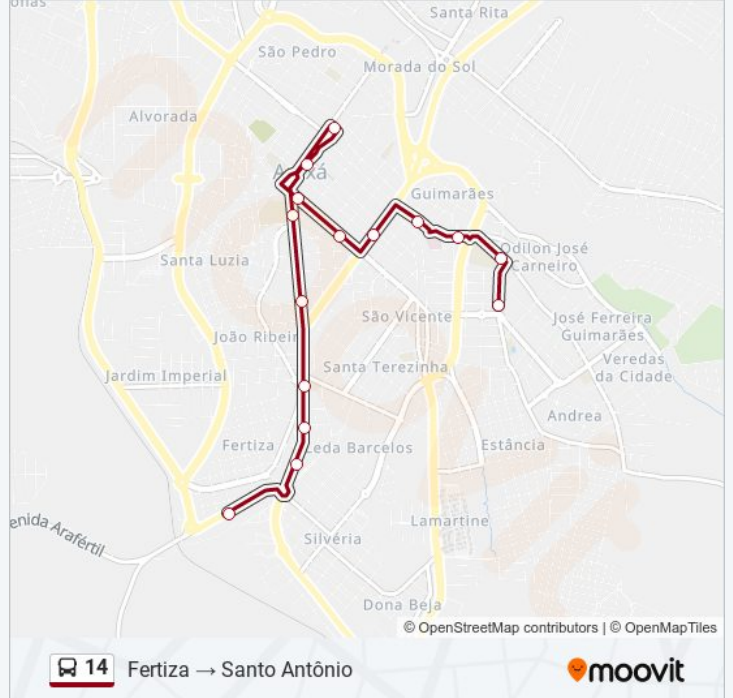 Santa Rita
São Pedro
Morada do Sol
Alvorada
Guimarães
Odilon José
Carneiro
Santa Luzia
São Vicente
José Ferreira
Guimarães
João Ribeir
Santa Terezinha
Veredas
da Cidade
Jardim Imperial
Andrea
Fertiza
Leda Barcelos
Estância
enida Arafértil
Lamartine
Silvéria
Dona Beja
© OpenStreetMap contributors | © OpenMapTiles
14 Fertiza → Santo Antônio
moovit